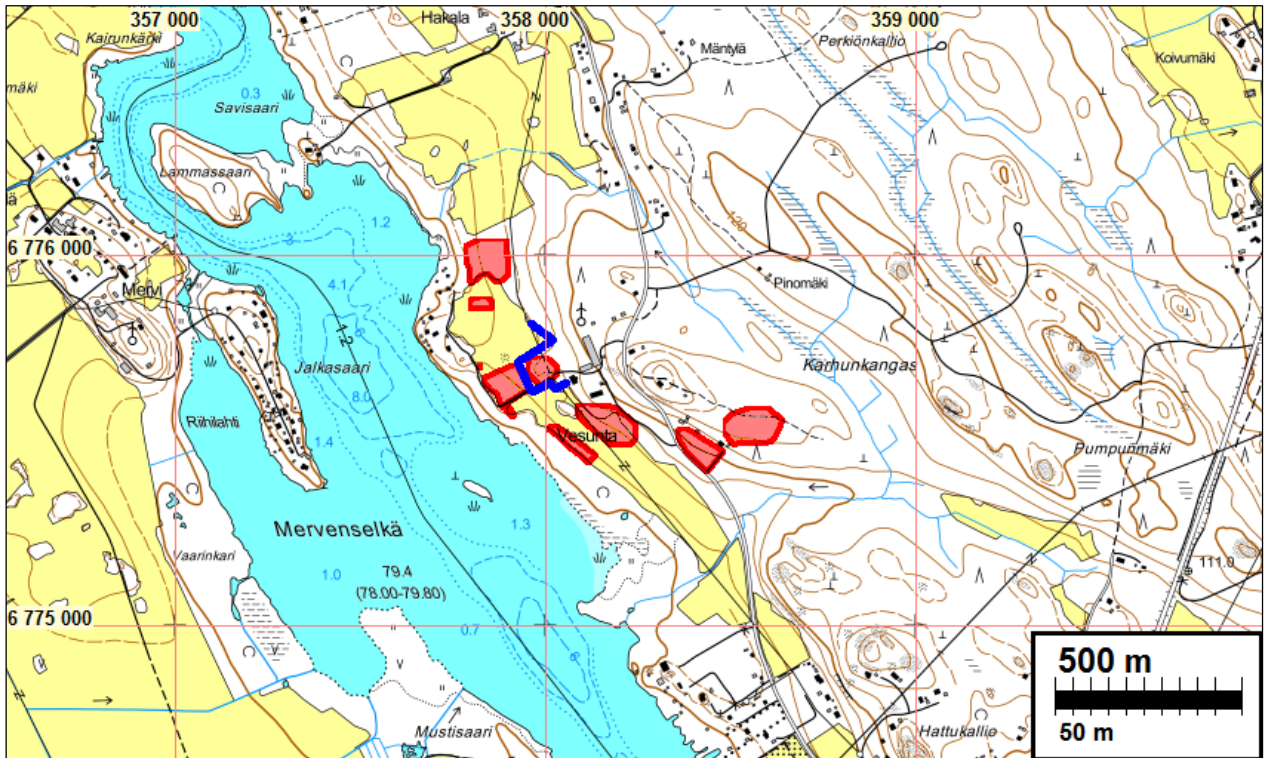 357 000
358 000
359 000
Hakala
Kairunkärki
Mäntylä
Perkiönkallio
Koivumäki
mäki
0.3
Savisaari
Lammassaari
ä
1.2
3
120
6 776 000
4.1
Mervi
Pinomäki
1.2
Jalkasaari
Karhunkangas
8.0
Riihilahti
1.4
Vesunta
Pumpunmäki
Mervenselkä
1.3
Vaarinkari
1.0
79.4
(78.00-79.80)
111.0
6 775 000
0.7
6
500 m
50 m
Mustisaari
Hattukallio